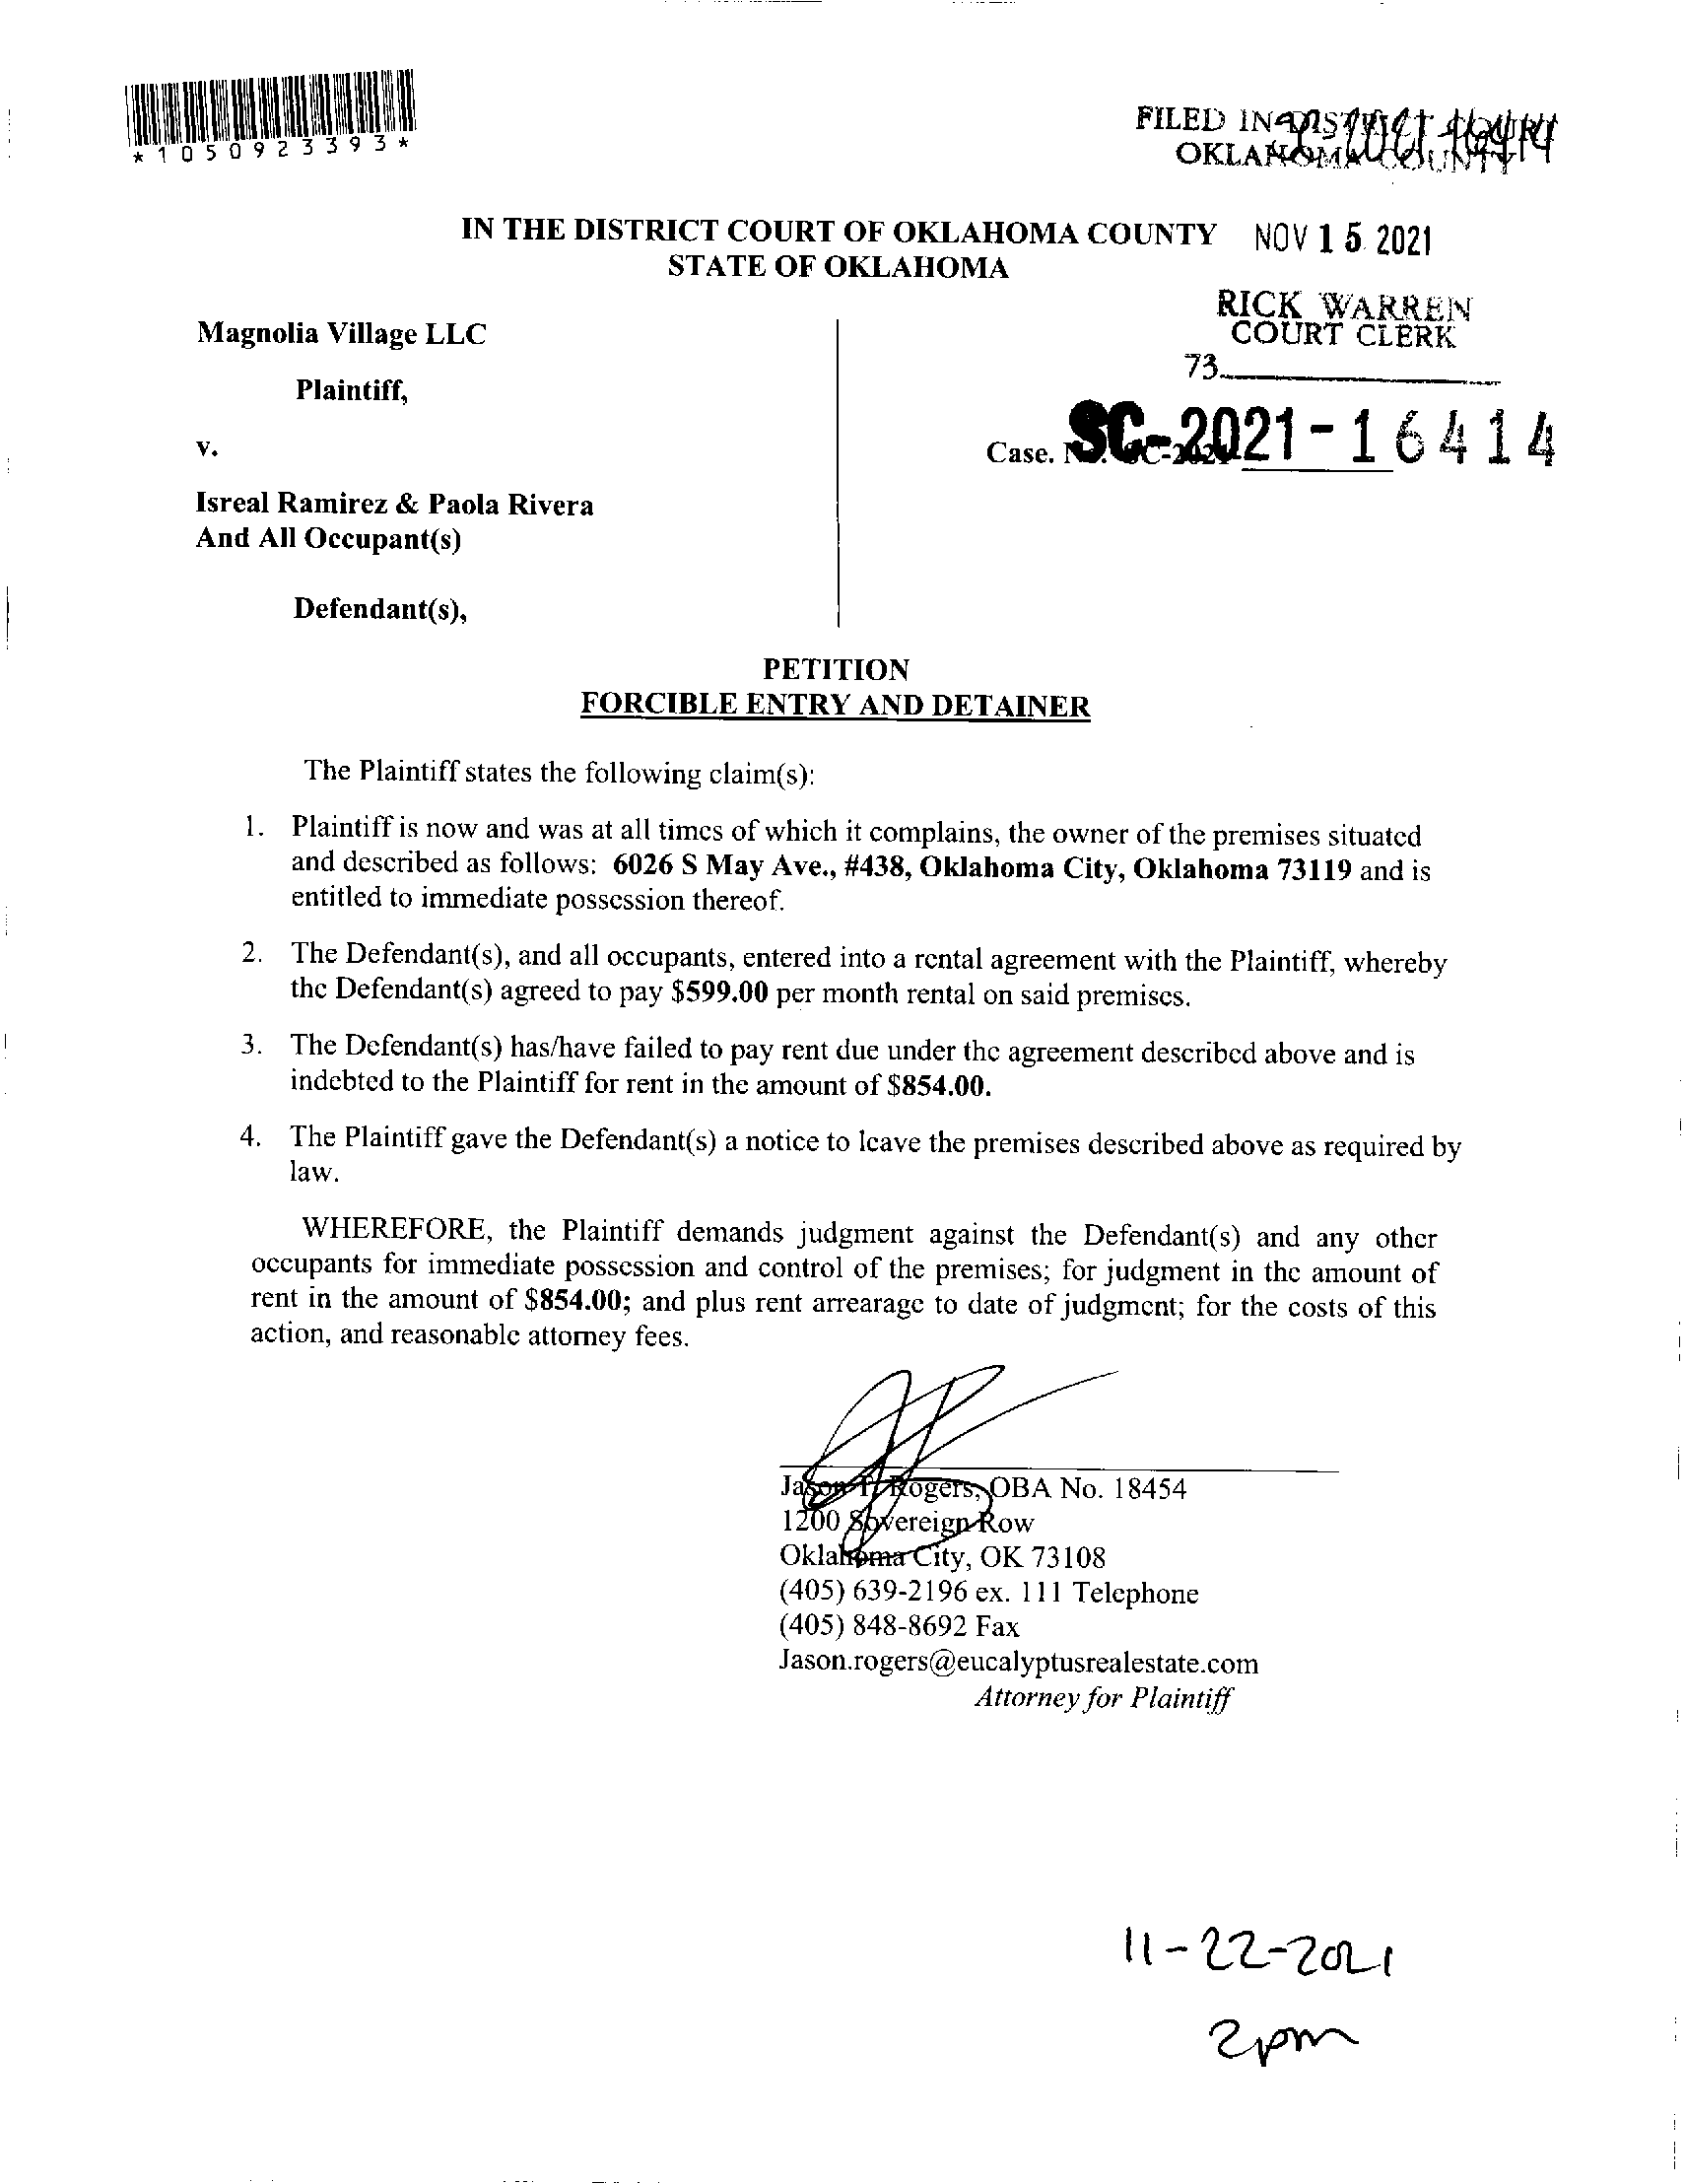 *1050923393*
FILED IN DISTRICT COURT
OKLAHOMA COUNTY
IN THE DISTRICT COURT OF OKLAHOMA COUNTY
STATE OF OKLAHOMA
NOV 15 2021
RICK WARREN
COURT CLERK
73
Magnolia Village LLC
Plaintiff,
v.
Case. No. SC-2021
SC-2021-16414
Isreal Ramirez & Paola Rivera
And All Occupant(s)
Defendant(s),
PETITION
FORCIBLE ENTRY AND DETAINER
The Plaintiff states the following claim(s):
1. Plaintiff is now and was at all times of which it complains, the owner of the premises situated
and described as follows: 6026 S May Ave., #438, Oklahoma City, Oklahoma 73119 and is
entitled to immediate possession thereof.
2. The Defendant(s), and all occupants, entered into a rental agreement with the Plaintiff, whereby
the Defendant(s) agreed to pay $599.00 per month rental on said premises.
3. The Defendant(s) has/have failed to pay rent due under the agreement described above and is
indebted to the Plaintiff for rent in the amount of $854.00.
4. The Plaintiff gave the Defendant(s) a notice to leave the premises described above as required by
law.
WHEREFORE, the Plaintiff demands judgment against the Defendant(s) and any other
occupants for immediate possession and control of the premises; for judgment in the amount of
rent in the amount of $854.00; and plus rent arrearage to date of judgment; for the costs of this
action, and reasonable attorney fees.
Jason Rogers, OBA No. 18454
1200 Sovereign Row
Oklahoma City, OK 73108
(405) 639-2196 ex. 111 Telephone
(405) 848-8692 Fax
Jason.rogers@eucalyptusrealestate.com
Attorney for Plaintiff
11-22-2021
2pm